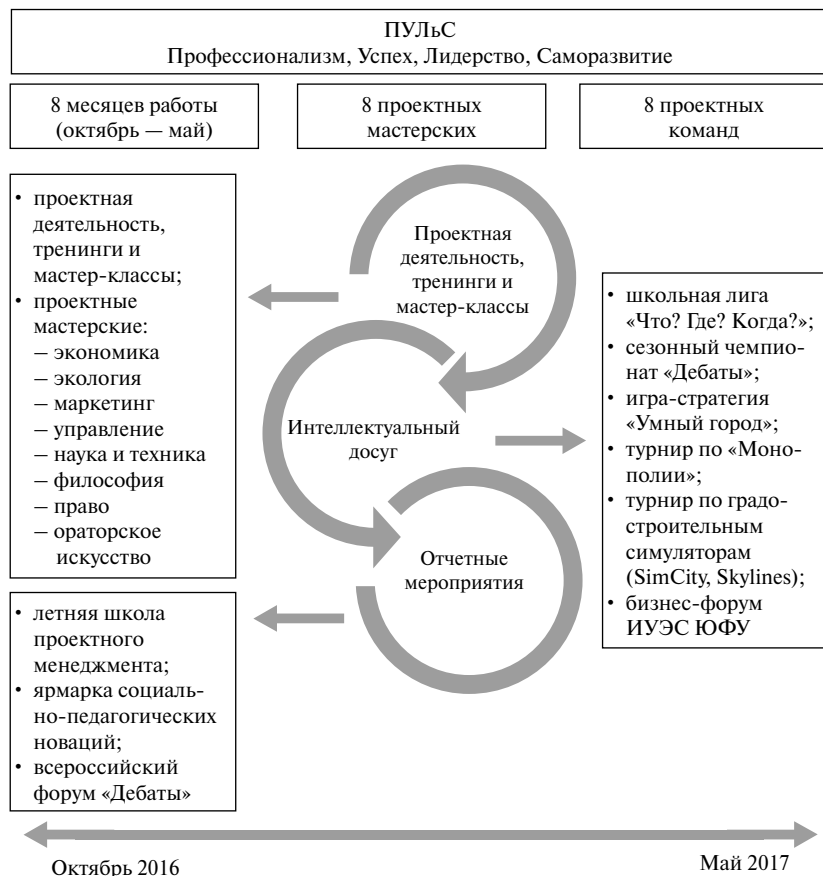 ПУЛьС
Профессионализм, Успех, Лидерство, Саморазвитие
8 месяцев работы
(октябрь — май)
8 проектных
мастерских
8 проектных
команд
• проектная
деятельность,
тренинги и
мастер-классы;
• проектные
мастерские:
– экономика
– экология
– маркетинг
– управление
– наука и техника
– философия
– право
– ораторское
искусство
Проектная
деятельность,
тренинги и
мастер-классы
Интеллектуальный
досуг
Отчетные
мероприятия
• школьная лига
«Что? Где? Когда?»;
• сезонный чемпио-
нат «Дебаты»;
• игра-стратегия
«Умный город»;
• турнир по «Моно-
полии»;
• турнир по градо-
строительным
симуляторам
(SimCity, Skylines);
• бизнес-форум
ИУЭС ЮФУ
• летняя школа
проектного
менеджмента;
• ярмарка социаль-
но-педагогических
новаций;
• всероссийский
форум «Дебаты»
Октябрь 2016
Май 2017